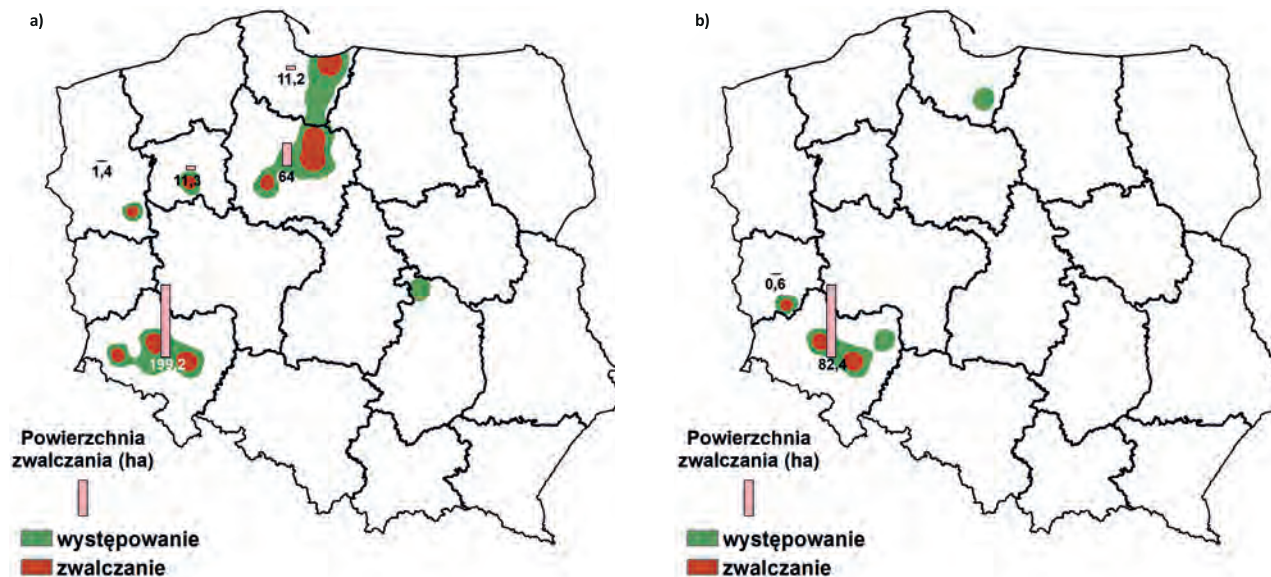 a)
11,2
64
11,3
1,4
199,2
Powierzchnia
zwalczania (ha)
występowanie
zwalczanie
b)
0,6
82,4
Powierzchnia
zwalczania (ha)
występowanie
zwalczanie